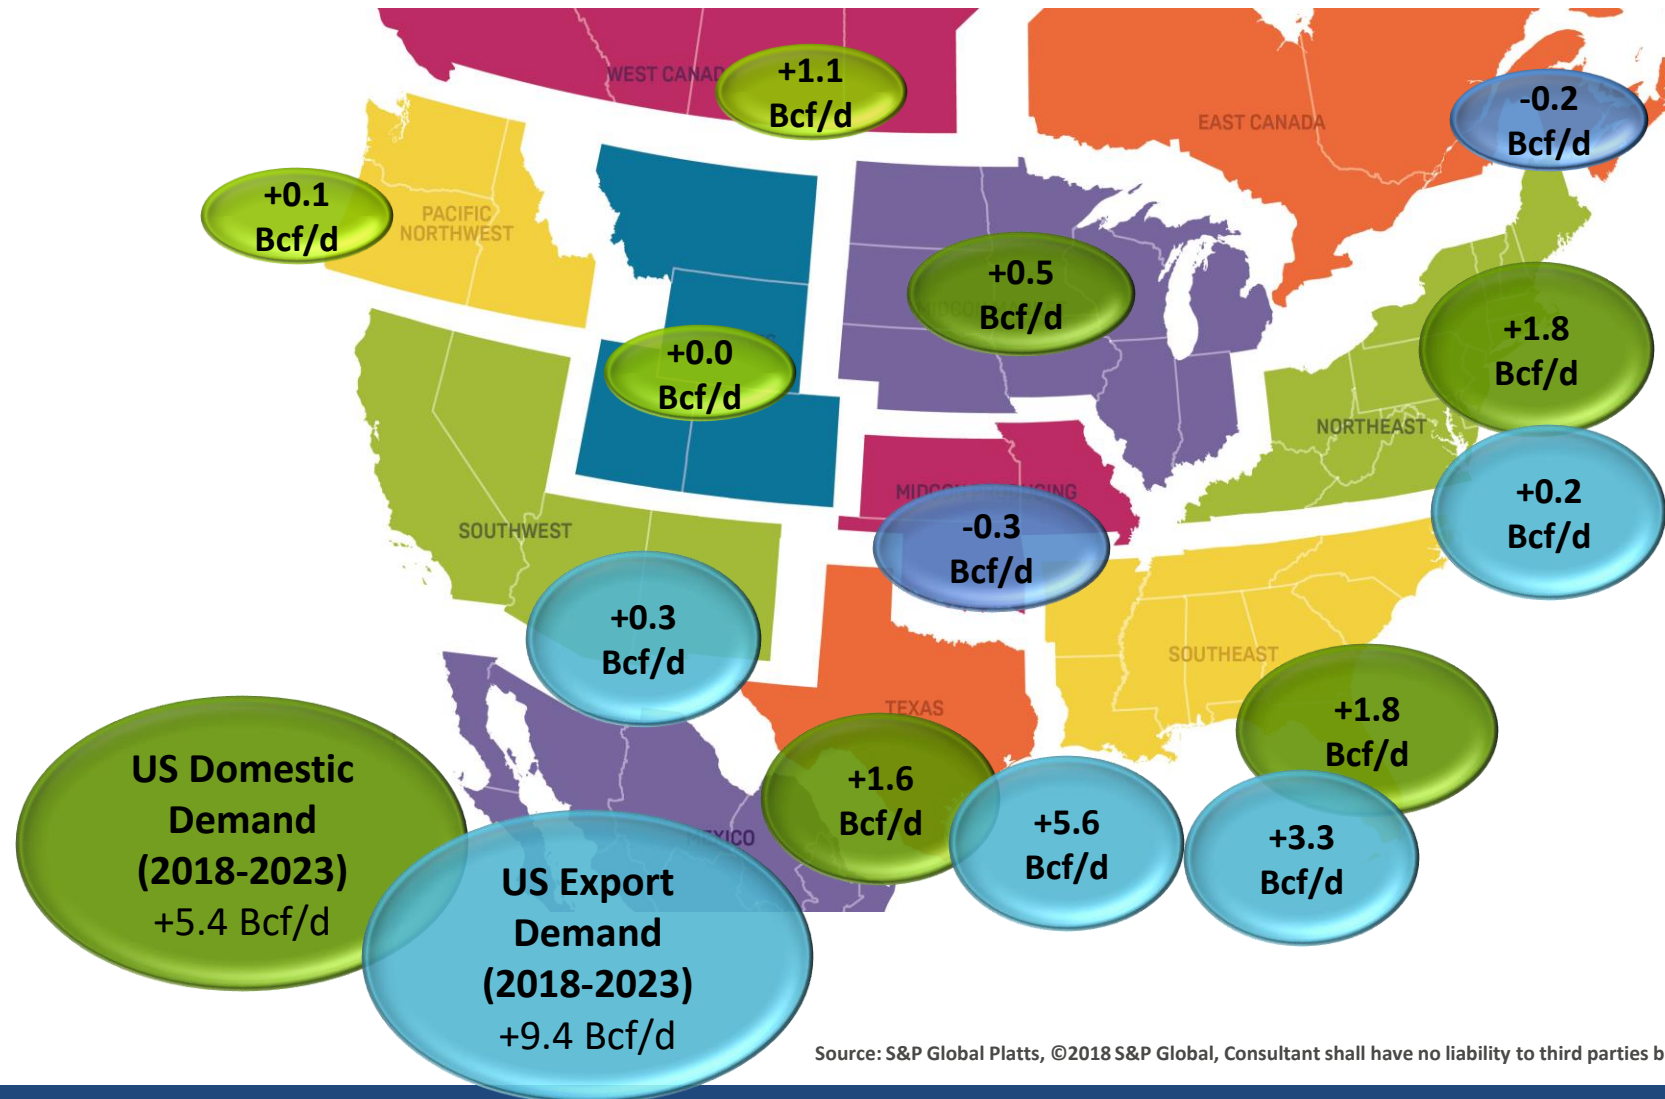 WEST CANAD
+1.1
Bcf/d
EAST CANADA
-0.2
Bcf/d
+0.1
Bcf/d
PACIFIC
NORTHWEST
+0.5
Bcf/d
+0.0
Bcf/d
+1.8
Bcf/d
NORTHEAST
+0.2
Bcf/d
-0.3
Bcf/d
SOUTHWEST
+0.3
Bcf/d
SOUTHEAST
TEXAS
+1.8
Bcf/d
+1.6
Bcf/d
+5.6
Bcf/d
+3.3
Bcf/d
MEXICO
US Domestic
Demand
(2018-2023)
+5.4 Bcf/d
US Export
Demand
(2018-2023)
+9.4 Bcf/d
Source: S&P Global Platts, ©2018 S&P Global, Consultant shall have no liability to third parties b